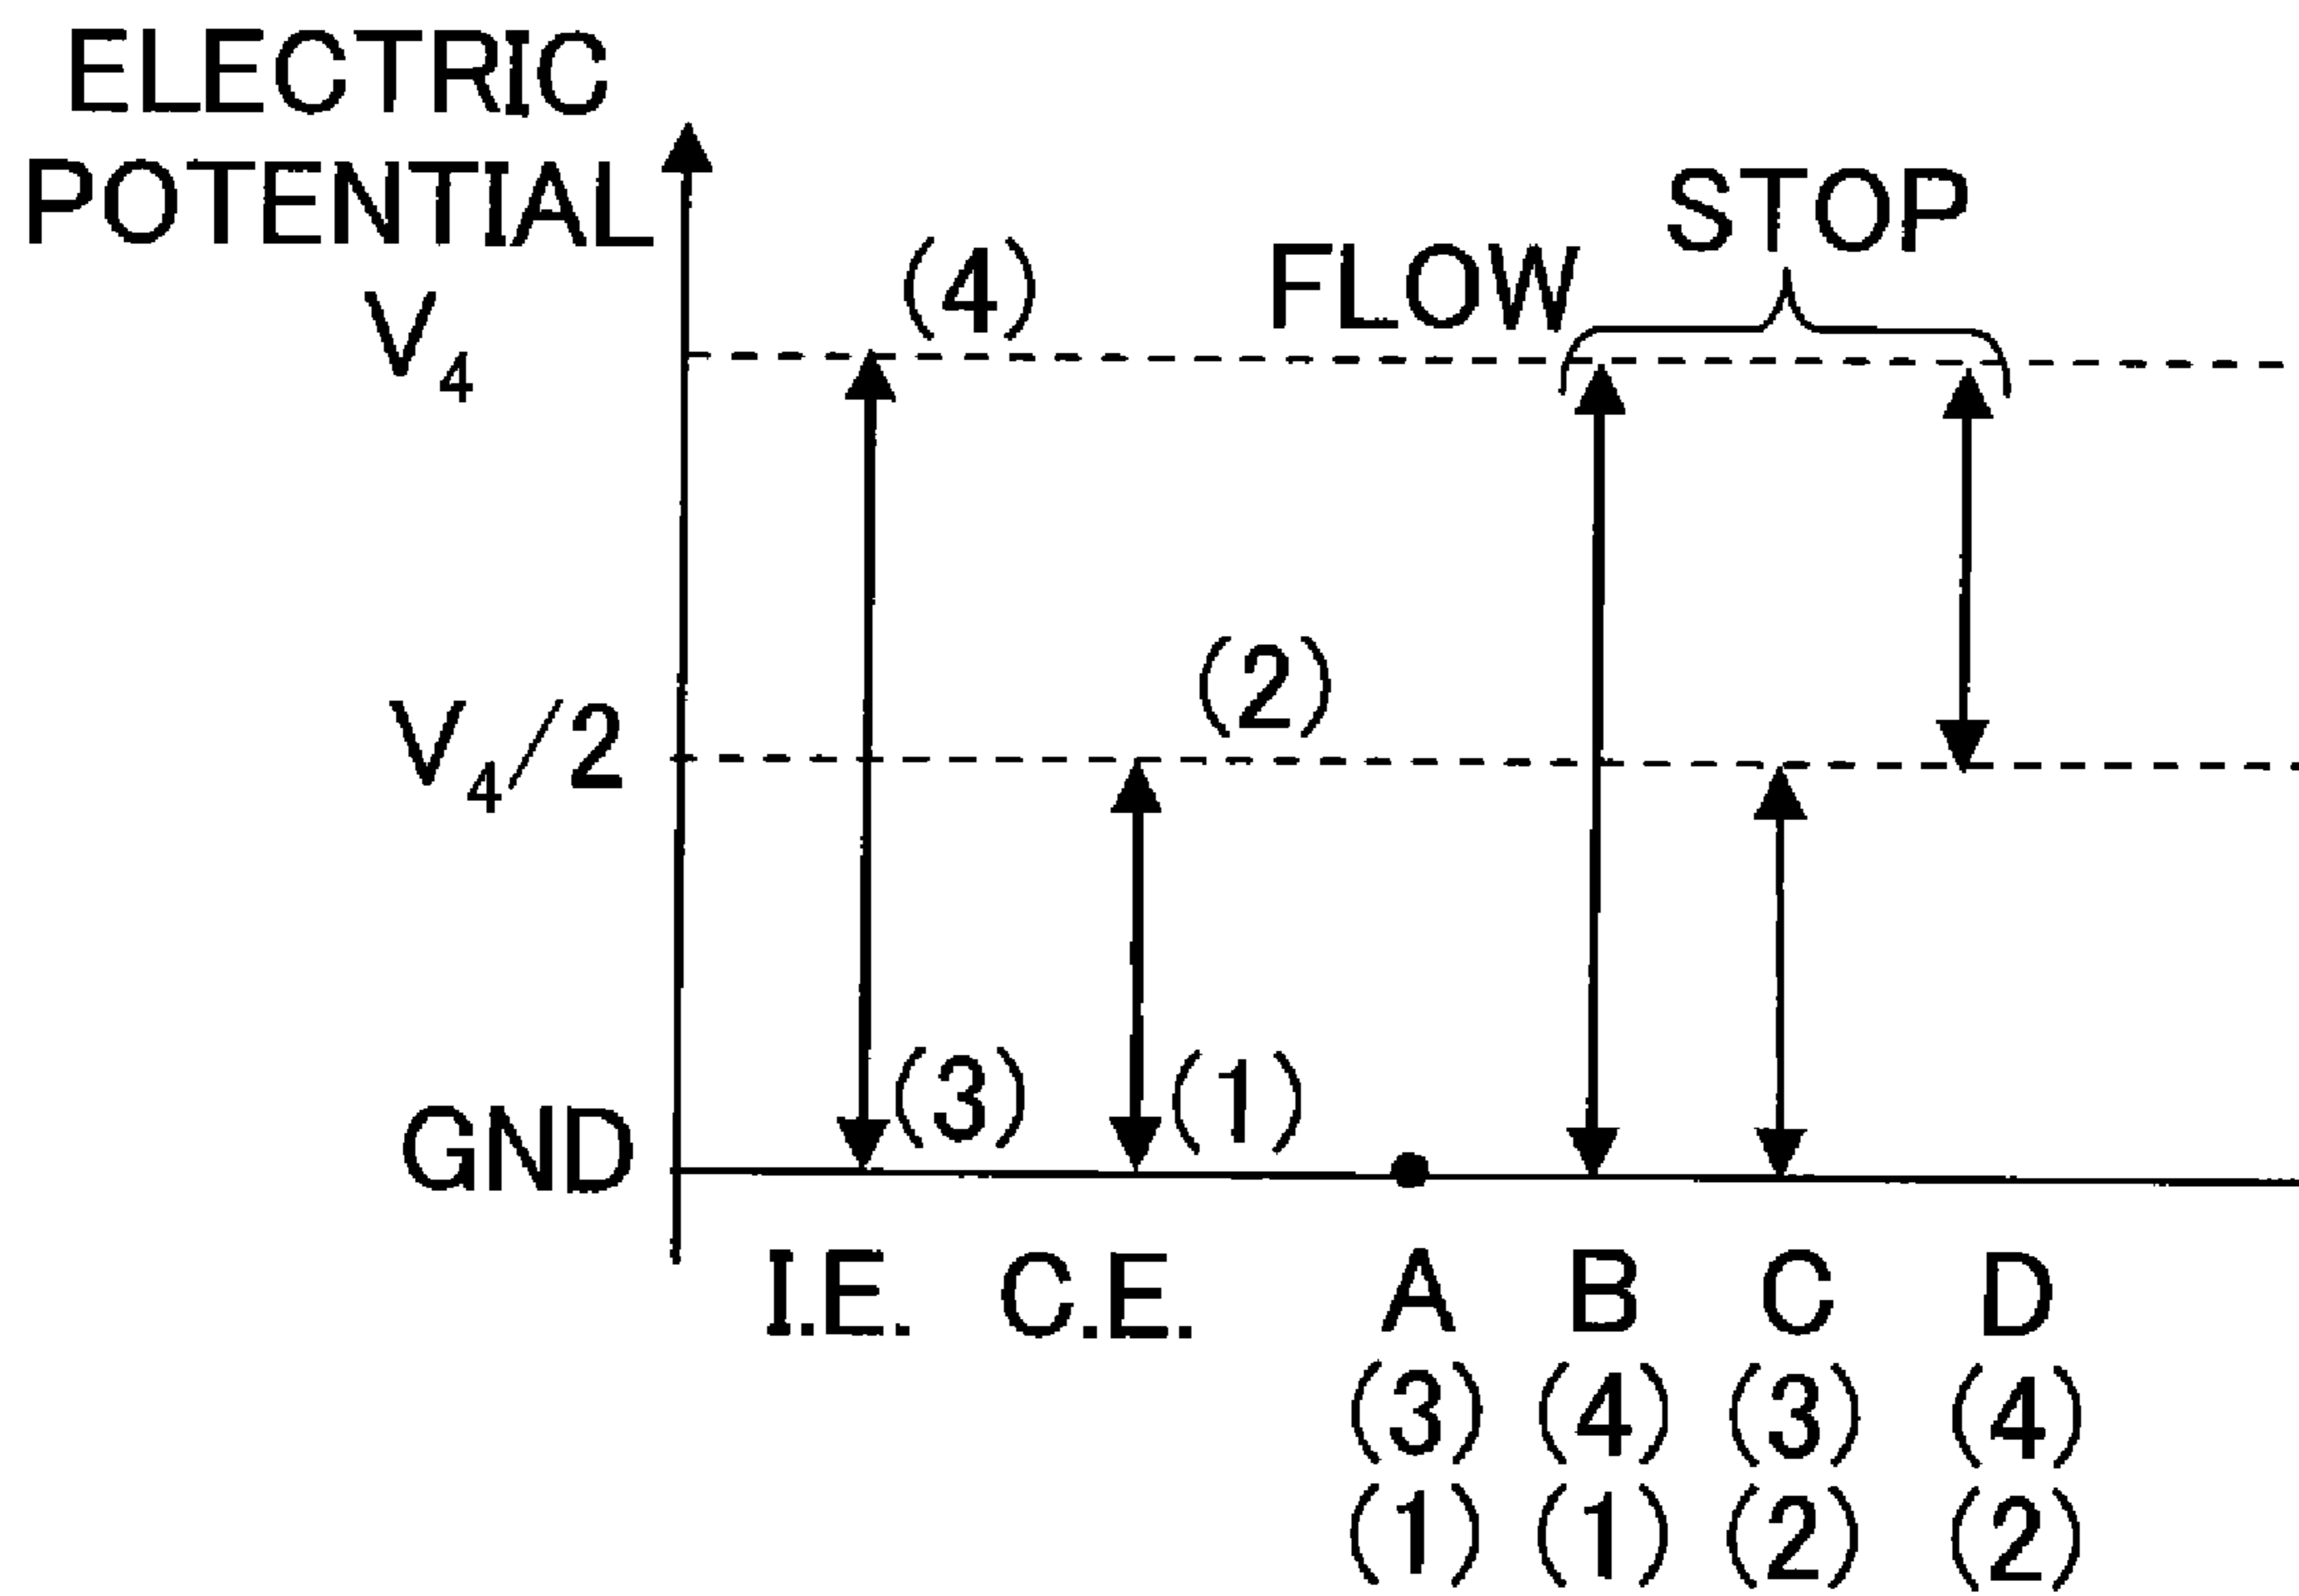 ELECTRIC
POTENTIAL
STOP
(4) FLOW
V4
(2)
V4/2
(3) (1)
GND
I.E. C.E. A B C D
(3) (4) (3) (4)
(1) (1) (2) (2)